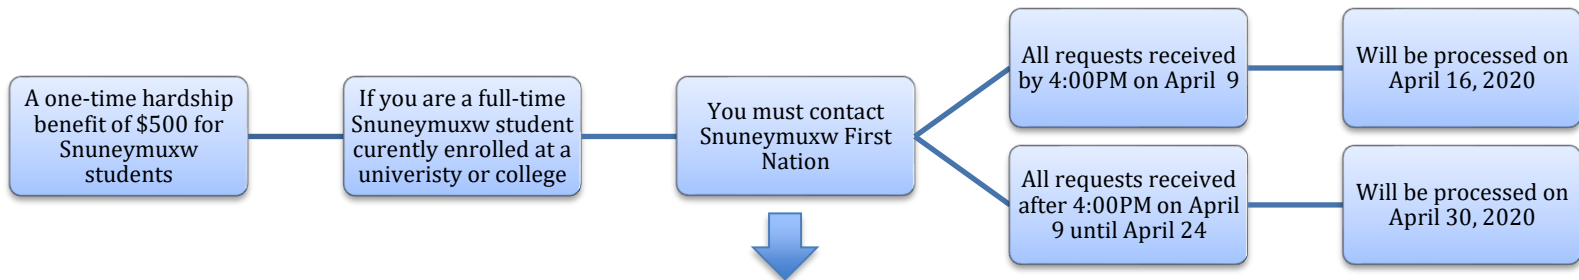 A one-time hardship
benefit of $500 for
Snuneymuxw
students
If you are a full-time
Snuneymuxw student
curently enrolled at a
univeristy or college
You must contact
Snuneymuxw First
Nation
All requests received
by 4:00PM on April 9
Will be processed on
April 16, 2020
All requests received
after 4:00PM on April
9 until April 24
Will be processed on
April 30, 2020